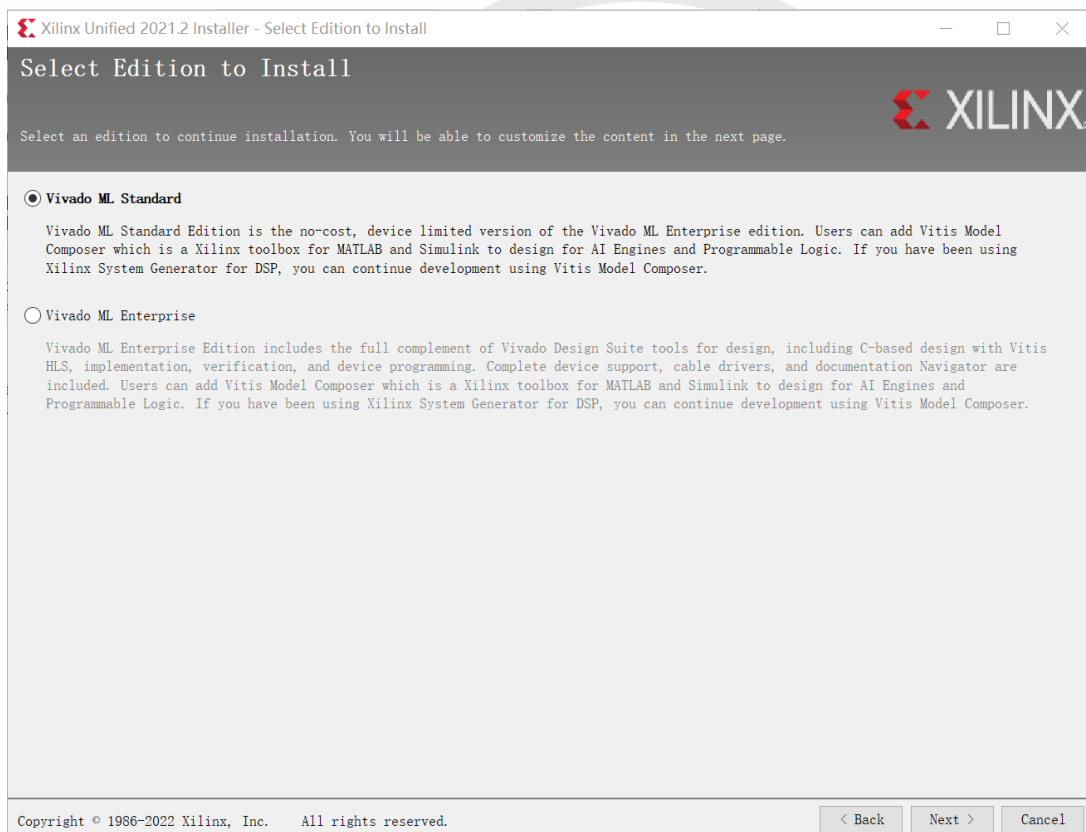 Xilinx Unified 2021.2 Installer - Select Edition to Install
Select Edition to Install
XILINX
Select an edition to continue installation. You will be able to customize the content in the next page.
Vivado ML Standard
Vivado ML Standard Edition is the no-cost, device limited version of the Vivado ML Enterprise edition. Users can add Vitis Model
Composer which is a Xilinx toolbox for MATLAB and Simulink to design for AI Engines and Programmable Logic. If you have been using
Xilinx System Generator for DSP, you can continue development using Vitis Model Composer.
Vivado ML Enterprise
Vivado ML Enterprise Edition includes the full complement of Vivado Design Suite tools for design, including C-based design with Vitis
HLS, implementation, verification, and device programming. Complete device support, cable drivers, and documentation Navigator are
included. Users can add Vitis Model Composer which is a Xilinx toolbox for MATLAB and Simulink to design for AI Engines and
Programmable Logic. If you have been using Xilinx System Generator for DSP, you can continue development using Vitis Model Composer.
Copyright © 1986-2022 Xilinx, Inc. All rights reserved.
< Back Next > Cancel